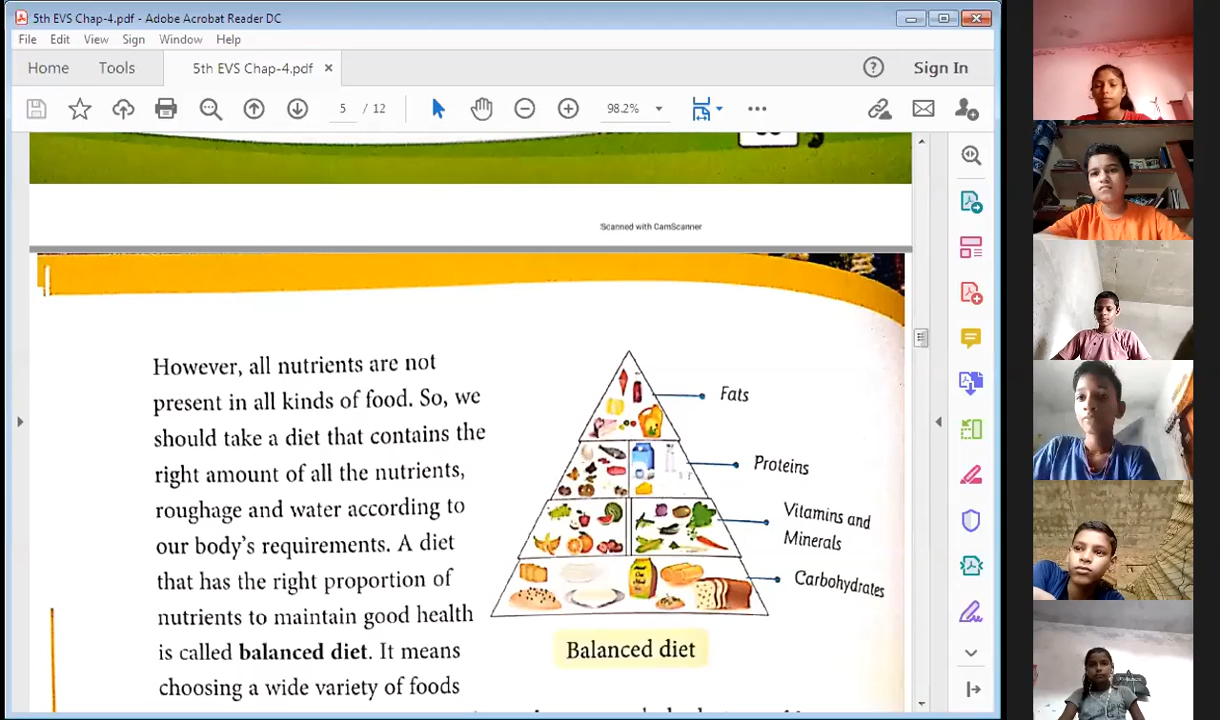 5th EVS Chap-4.pdf - Adobe Acrobat Reader DC
File Edit View Sign Window Help
Home Tools 5th EVS Chap-4.pdf × Sign In
5 / 12 98.2%
Scanned with CamScanner
However, all nutrients are not
present in all kinds of food. So, we
should take a diet that contains the
right amount of all the nutrients,
roughage and water according to
our body's requirements. A diet
that has the right proportion of
nutrients to maintain good health
is called balanced diet. It means
choosing a wide variety of foods
Fats
Proteins
Vitamins and
Minerals
Carbohydrates
Balanced diet